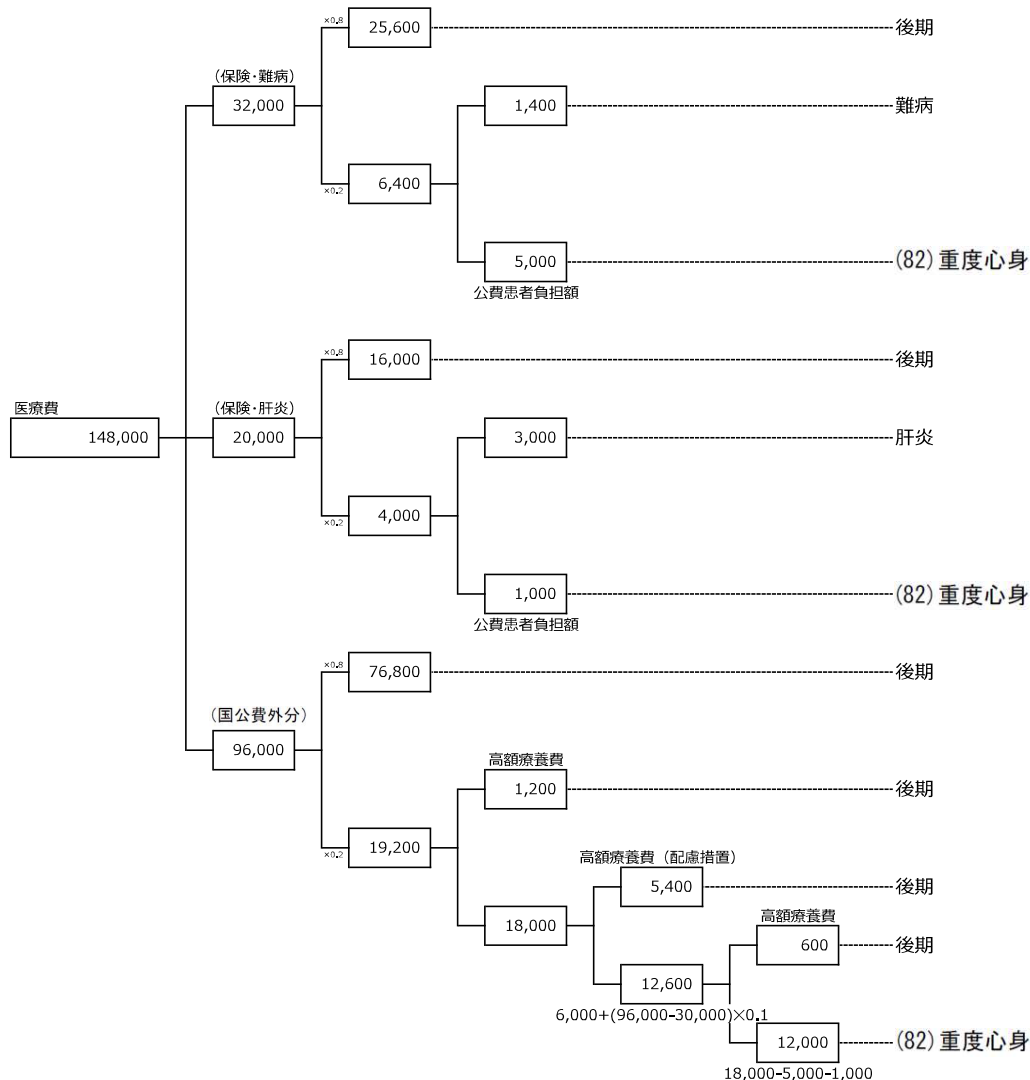 ×0.8
25,600
後期
(保険・難病)
32,000
1,400
難病
×0.2
6,400
5,000
(82)重度心身
公費患者負担額
×0.8
16,000
後期
医療費
148,000
(保険・肝炎)
20,000
3,000
肝炎
×0.2
4,000
1,000
(82)重度心身
公費患者負担額
×0.8
76,800
後期
(国公費外分)
96,000
高額療養費
1,200
後期
×0.2
19,200
高額療養費(配慮措置)
5,400
後期
18,000
高額療養費
600
後期
12,600
6,000+(96,000-30,000)×0.1
12,000
(82)重度心身
18,000-5,000-1,000